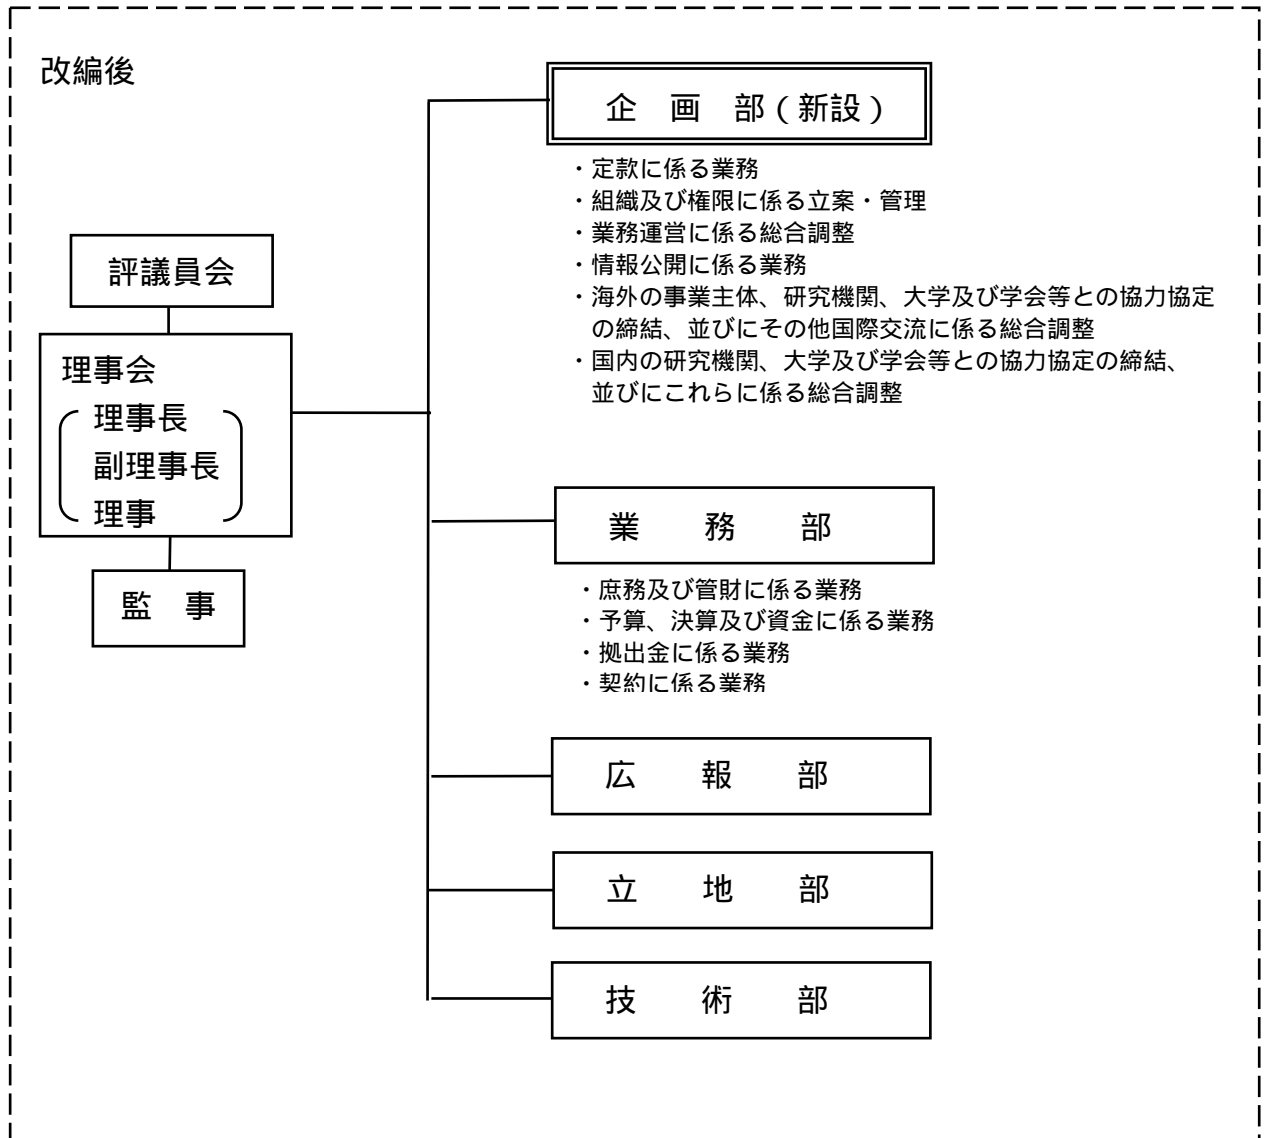 改編後
企　画　部（新設）
・定款に係る業務
・組織及び権限に係る立案・管理
・業務運営に係る総合調整
・情報公開に係る業務
・海外の事業主体、研究機関、大学及び学会等との協力協定
の締結、並びにその他国際交流に係る総合調整
・国内の研究機関、大学及び学会等との協力協定の締結、
並びにこれらに係る総合調整
評議員会
理事会
理事長
副理事長
理事
監　事
業　務　部
・庶務及び管財に係る業務
・予算、決算及び資金に係る業務
・拠出金に係る業務
・契約に係る業務
広　報　部
立　地　部
技　術　部